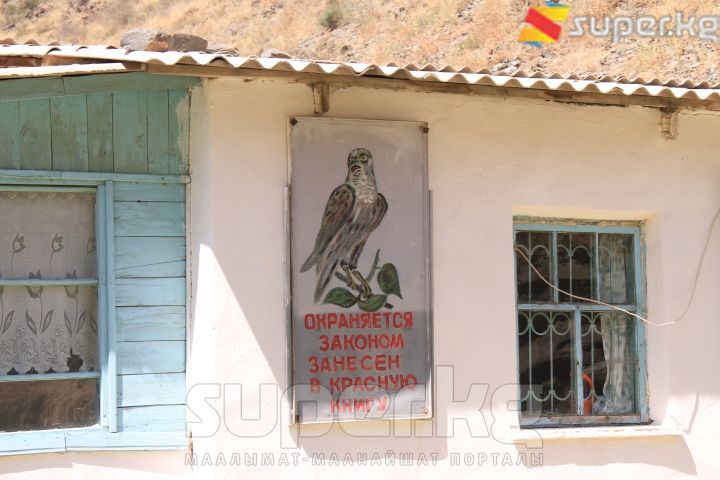 super.kg
ОХРАНЯЕТСЯ
ЗАКОНОМ
ЗАНЕСЕН
В КРАСНУЮ
КНИГУ
super.kg
МААЛЫМАТ-МААНАЙШАТ ПОРТАЛЫ